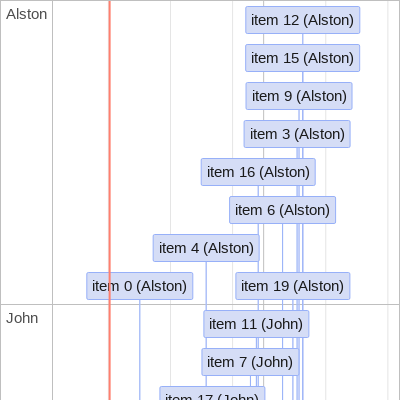 Alston
item 12 (Alston)
item 15 (Alston)
item 9 (Alston)
item 3 (Alston)
item 16 (Alston)
item 6 (Alston)
item 4 (Alston)
item 0 (Alston)
item 19 (Alston)
John
item 11 (John)
item 7 (John)
item 17 (John)